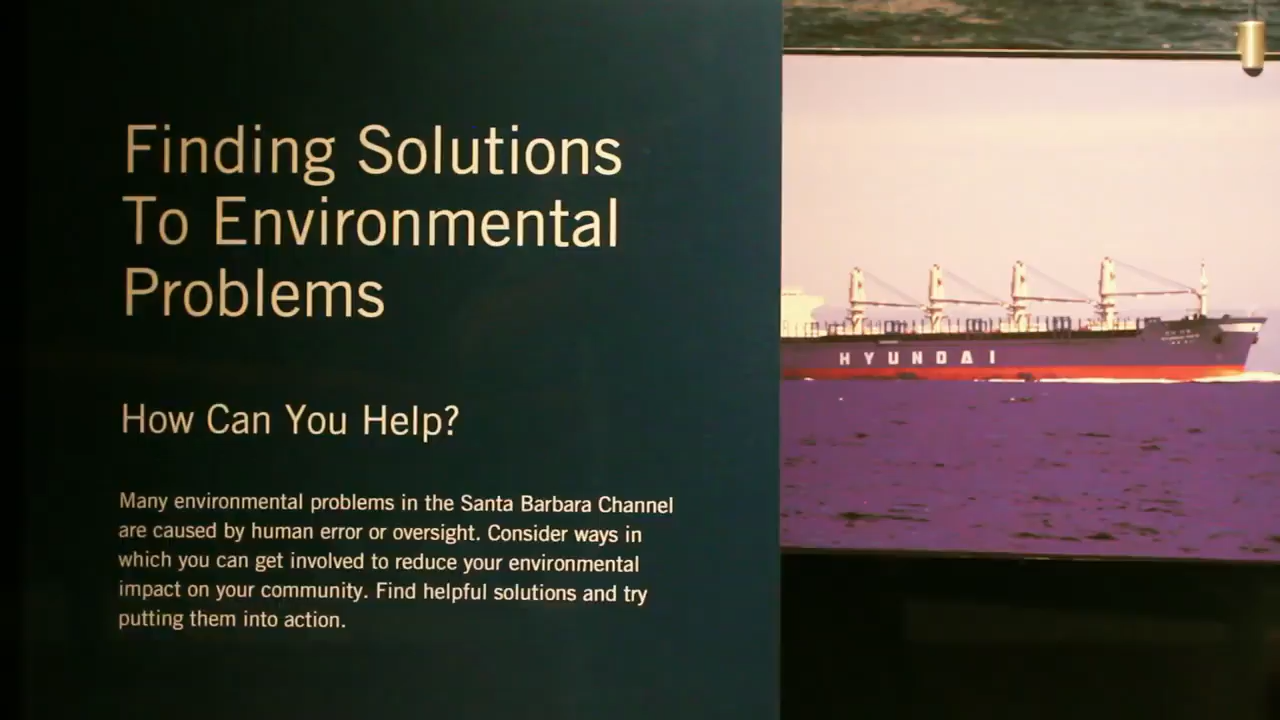 Finding Solutions
To Environmental
Problems
How Can You Help?
Many environmental problems in the Santa Barbara Channel
are caused by human error or oversight. Consider ways in
which you can get involved to reduce your environmental
impact on your community. Find helpful solutions and try
putting them into action.
HYUNDAI